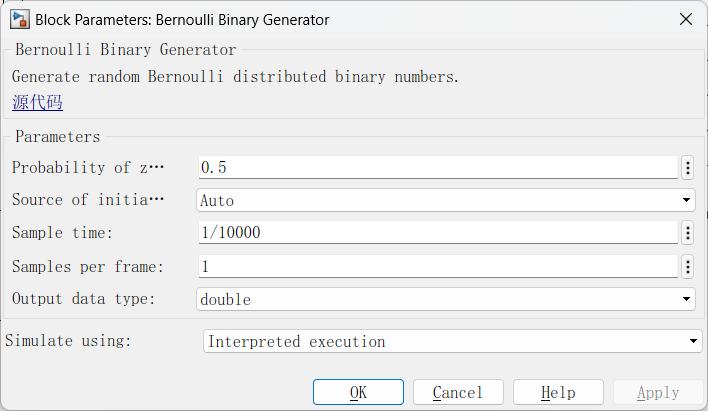 Block Parameters: Bernoulli Binary Generator
Bernoulli Binary Generator
Generate random Bernoulli distributed binary numbers.
源代码
Parameters
Probability of z⋯ 0.5
Source of initia⋯ Auto
Sample time: 1/10000
Samples per frame: 1
Output data type: double
Simulate using: Interpreted execution
OK Cancel Help Apply